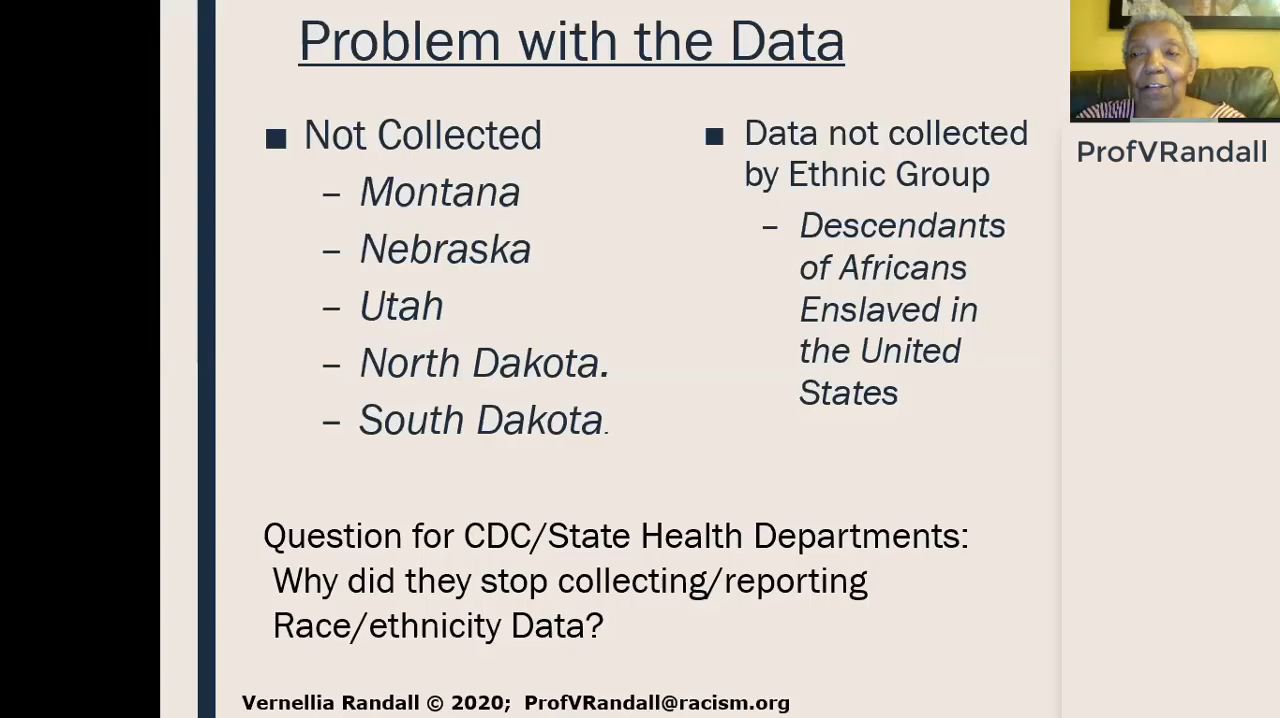 Problem with the Data
■ Not Collected
– Montana
– Nebraska
– Utah
– North Dakota.
– South Dakota.
■ Data not collected
by Ethnic Group
– Descendants
of Africans
Enslaved in
the United
States
ProfVRandall
Question for CDC/State Health Departments:
Why did they stop collecting/reporting
Race/ethnicity Data?
Vernellia Randall © 2020; ProfVRandall@racism.org